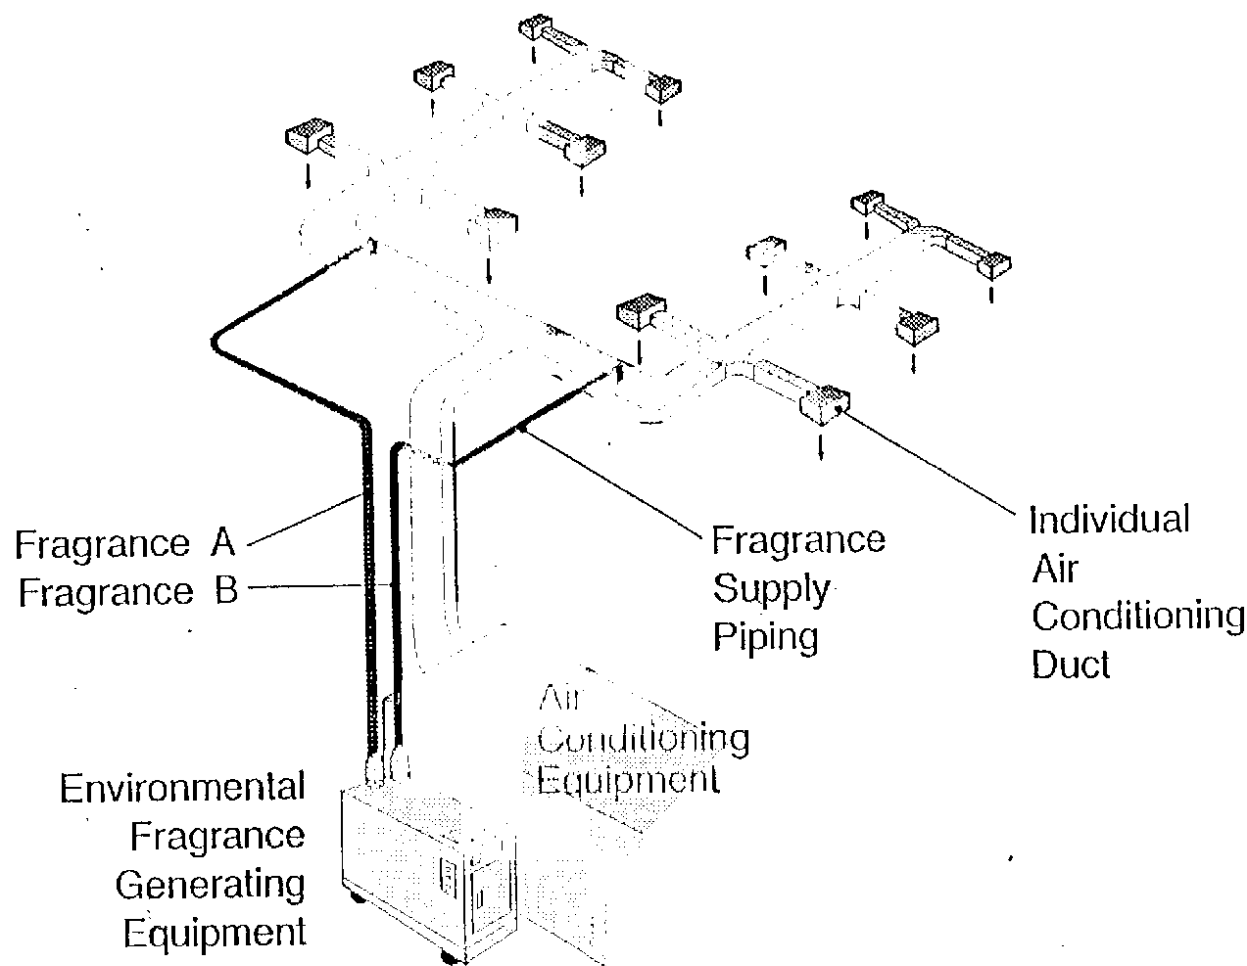 Fragrance A
Fragrance B
Fragrance
Supply
Piping
Individual
Air
Conditioning
Duct
Air
Conditioning
Equipment
Environmental
Fragrance
Generating
Equipment